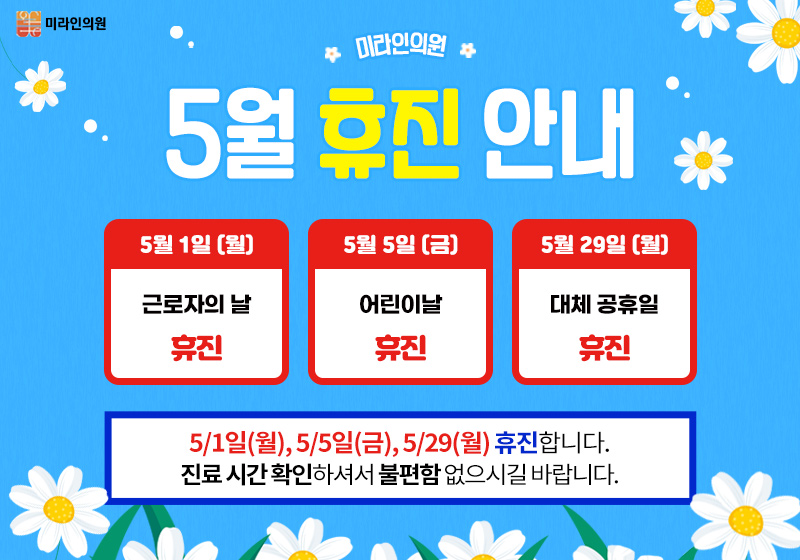 미라인의원
미라인의원
5월 휴진 안내
5월 1일 (월)
근로자의 날
휴진
5월 5일 (금)
어린이날
휴진
5월 29일 (월)
대체 공휴일
휴진
5/1일(월), 5/5일(금), 5/29(월) 휴진합니다.
진료 시간 확인하셔서 불편함 없으시길 바랍니다.